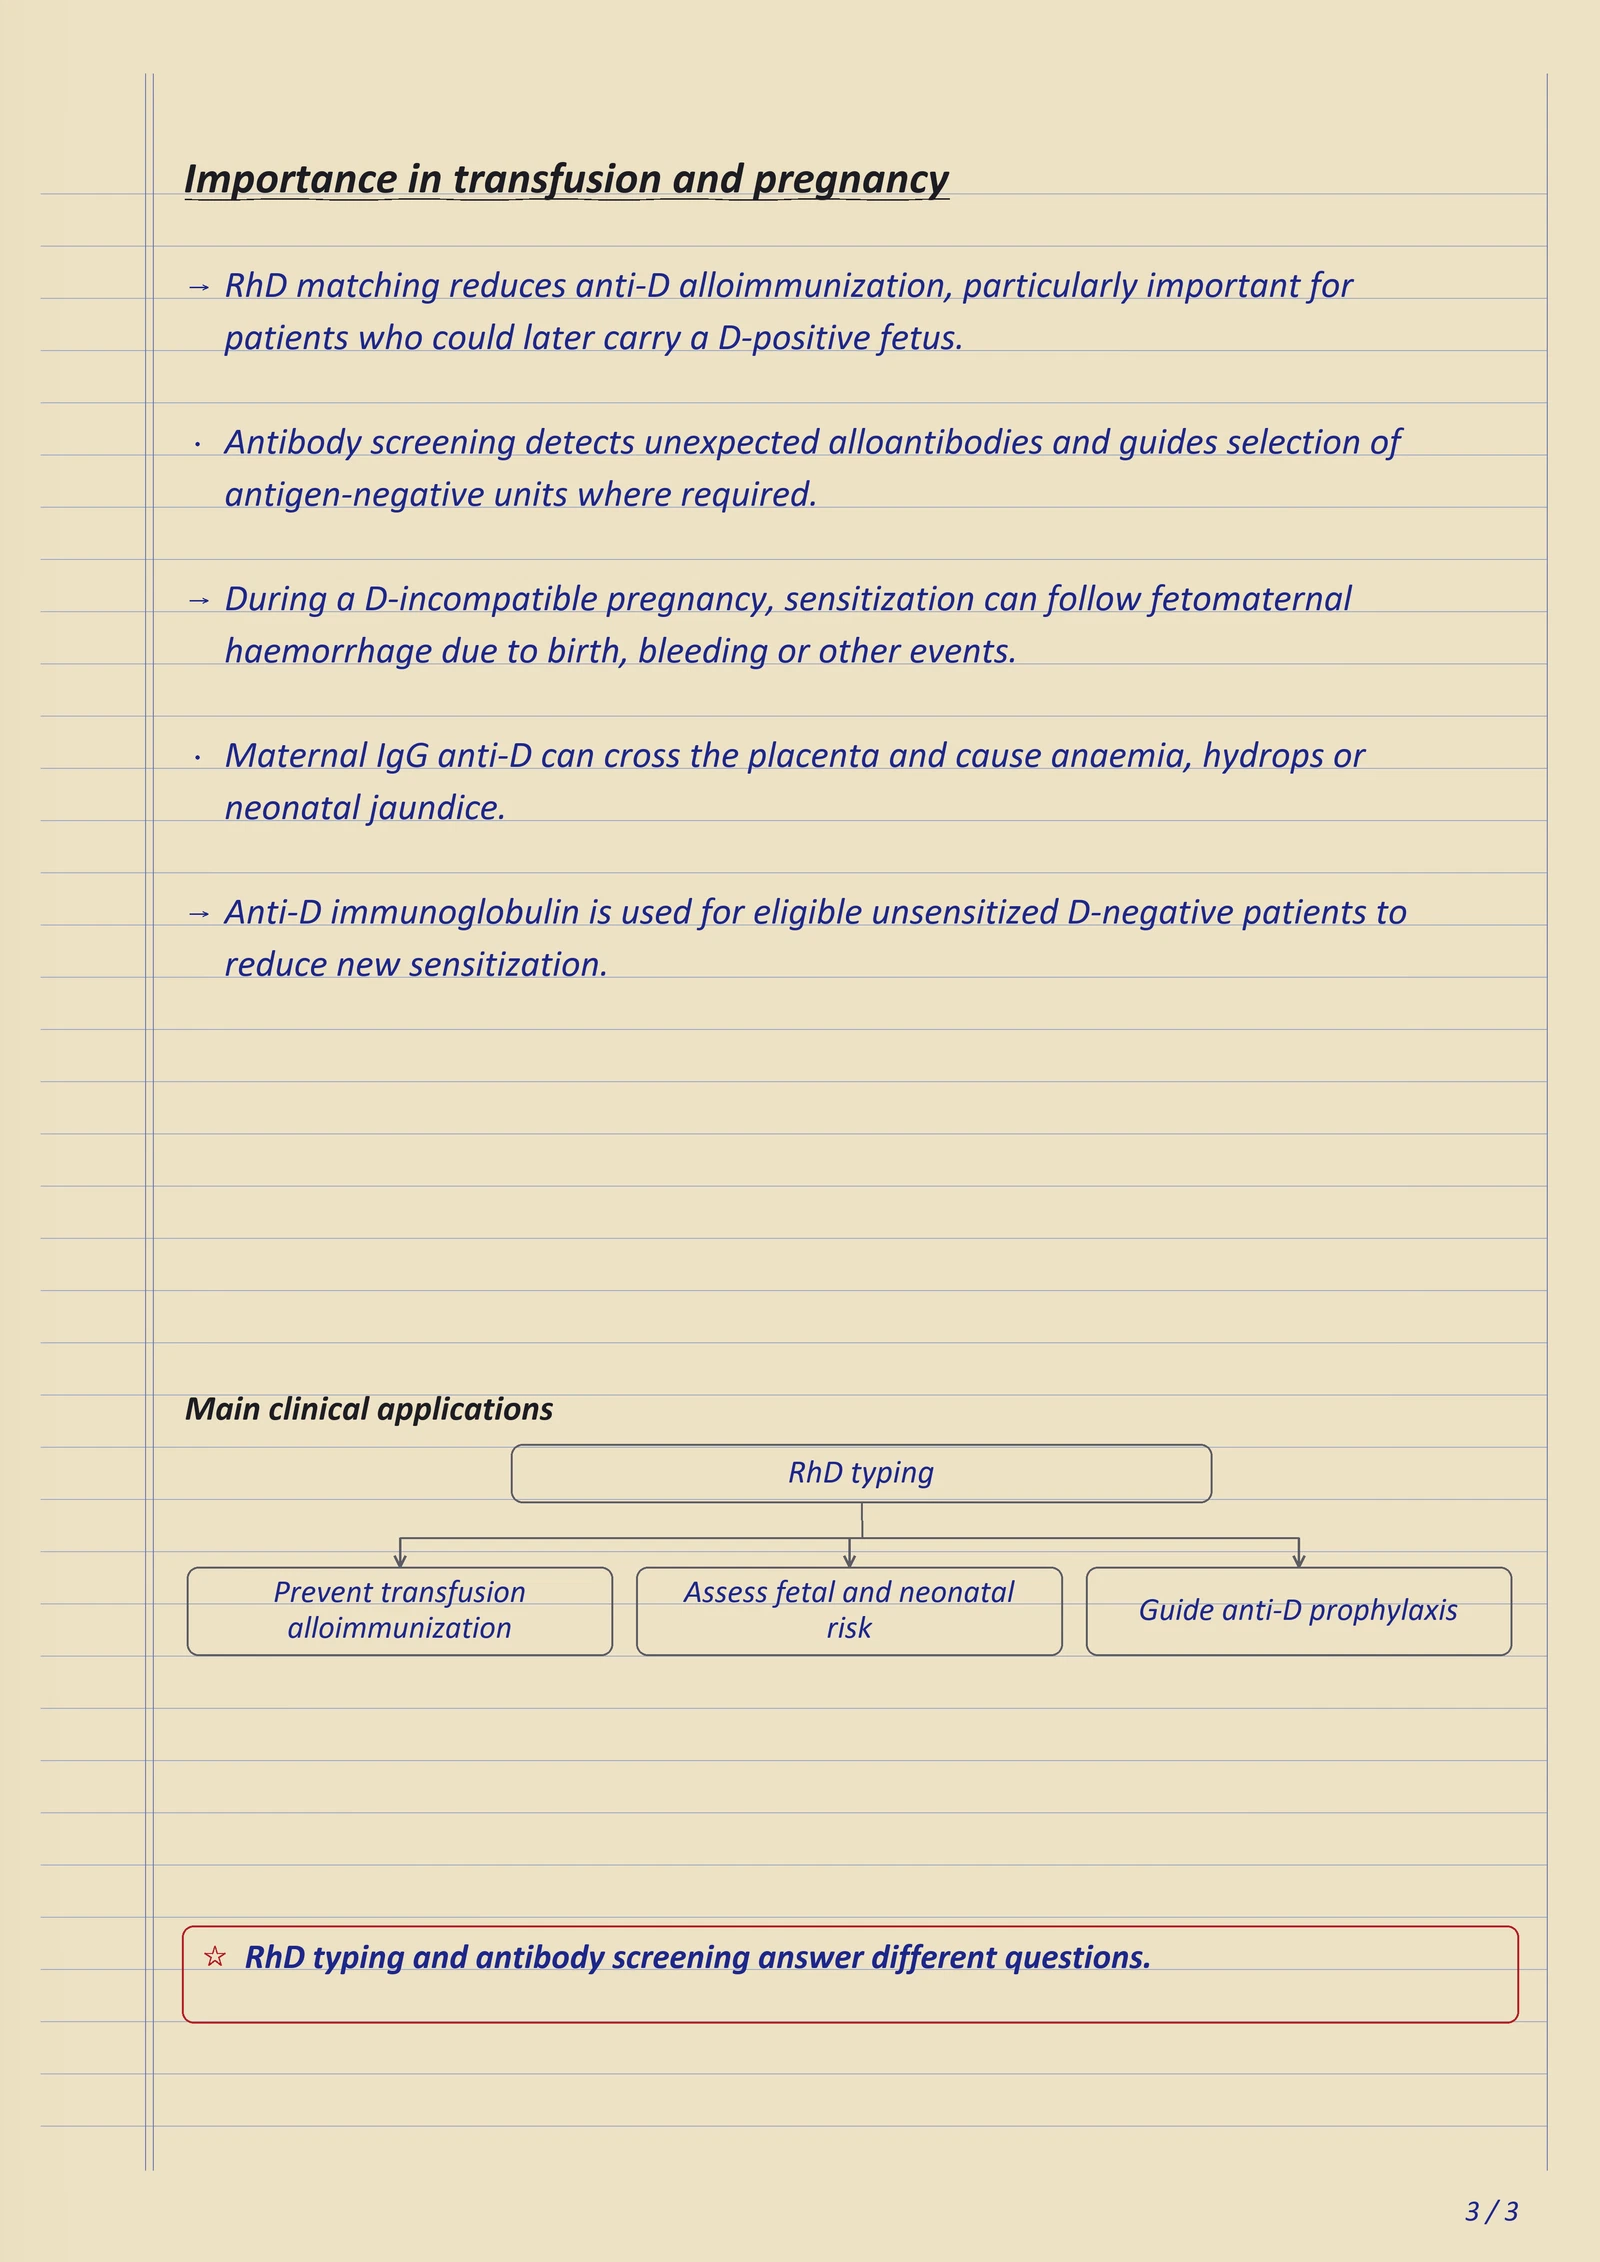 Importance in transfusion and pregnancy
→ RhD matching reduces anti-D alloimmunization, particularly important for
patients who could later carry a D-positive fetus.
· Antibody screening detects unexpected alloantibodies and guides selection of
antigen-negative units where required.
→ During a D-incompatible pregnancy, sensitization can follow fetomaternal
haemorrhage due to birth, bleeding or other events.
· Maternal IgG anti-D can cross the placenta and cause anaemia, hydrops or
neonatal jaundice.
→ Anti-D immunoglobulin is used for eligible unsensitized D-negative patients to
reduce new sensitization.
Main clinical applications
RhD typing
Prevent transfusion
alloimmunization
Assess fetal and neonatal
risk
Guide anti-D prophylaxis
☆ RhD typing and antibody screening answer different questions.
3 / 3